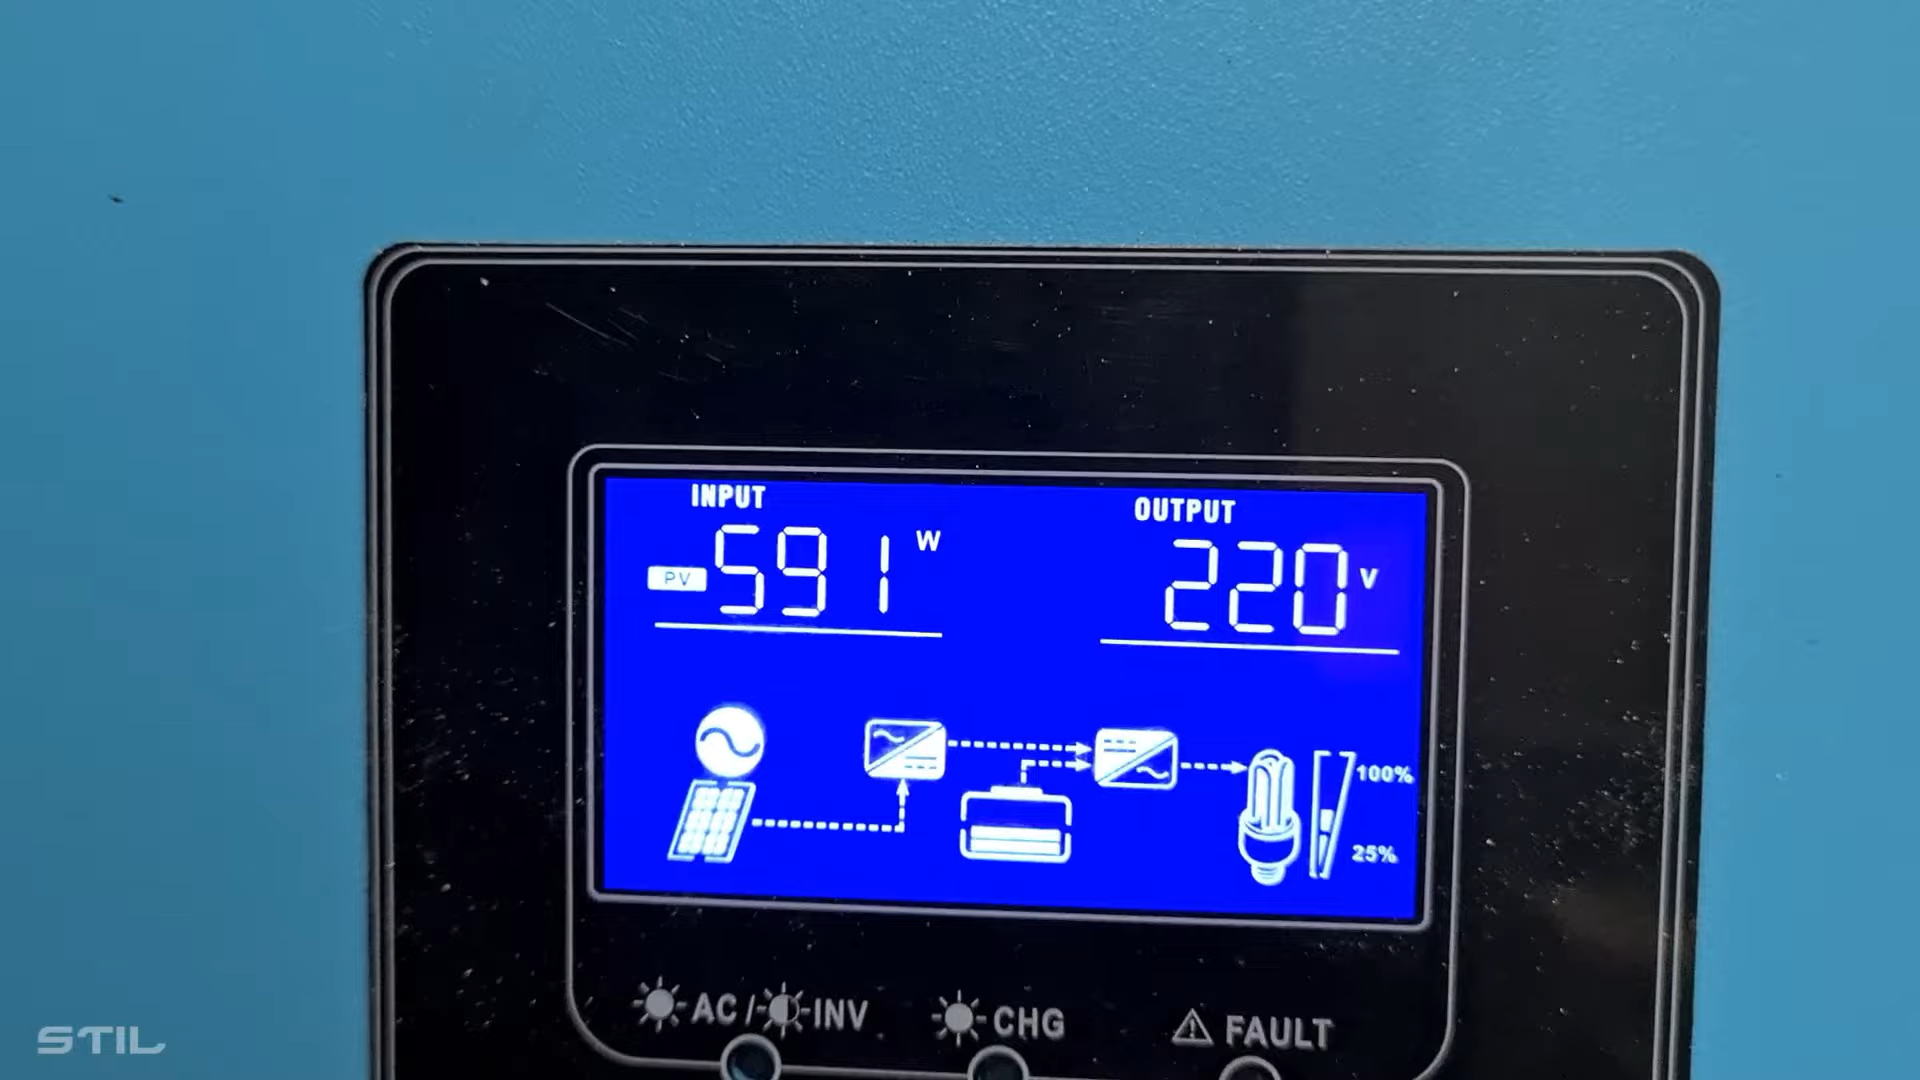 INPUT
OUTPUT
PV 591 W
220 V
100%
25%
AC / INV
CHG
FAULT
STIL